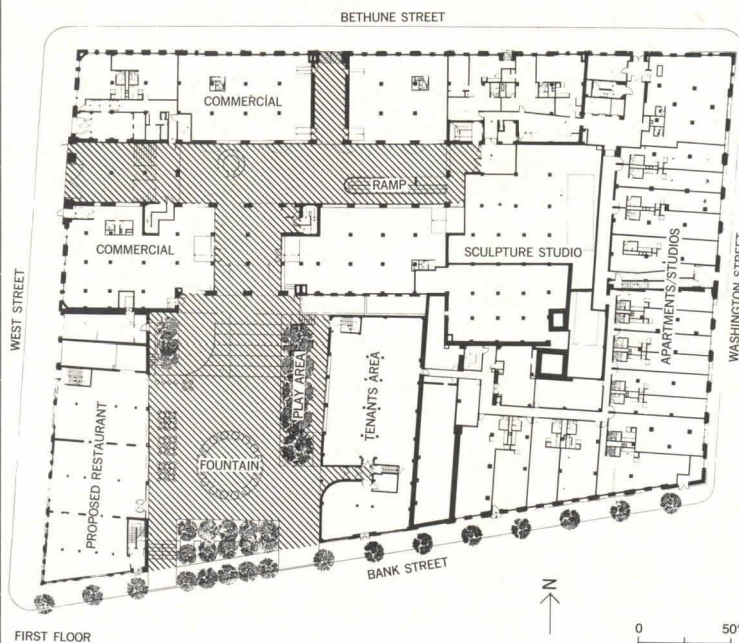 BETHUNE STREET
COMMERCIAL
RAMP
COMMERCIAL
SCULPTURE STUDIO
APARTMENTS/STUDIOS
WEST STREET
WASHINGTON STREET
PLAY AREA
TENANTS AREA
PROPOSED RESTAURANT
FOUNTAIN
BANK STREET
N
FIRST FLOOR
0 50'